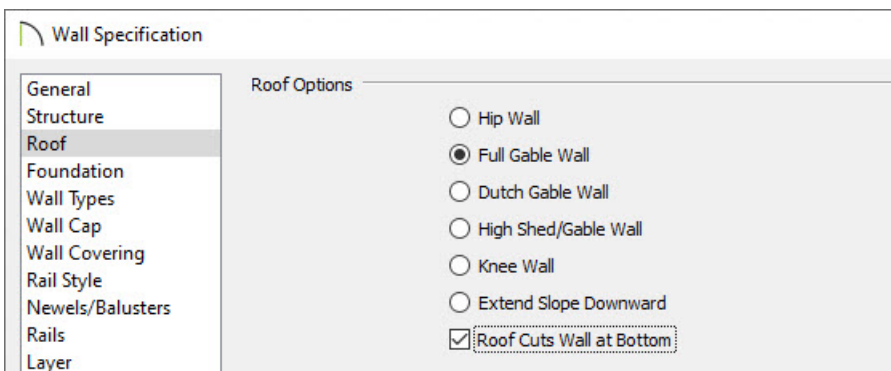 Wall Specification
General
Structure
Roof
Foundation
Wall Types
Wall Cap
Wall Covering
Rail Style
Newels/Balusters
Rails
Layer
Roof Options
Hip Wall
Full Gable Wall
Dutch Gable Wall
High Shed/Gable Wall
Knee Wall
Extend Slope Downward
Roof Cuts Wall at Bottom